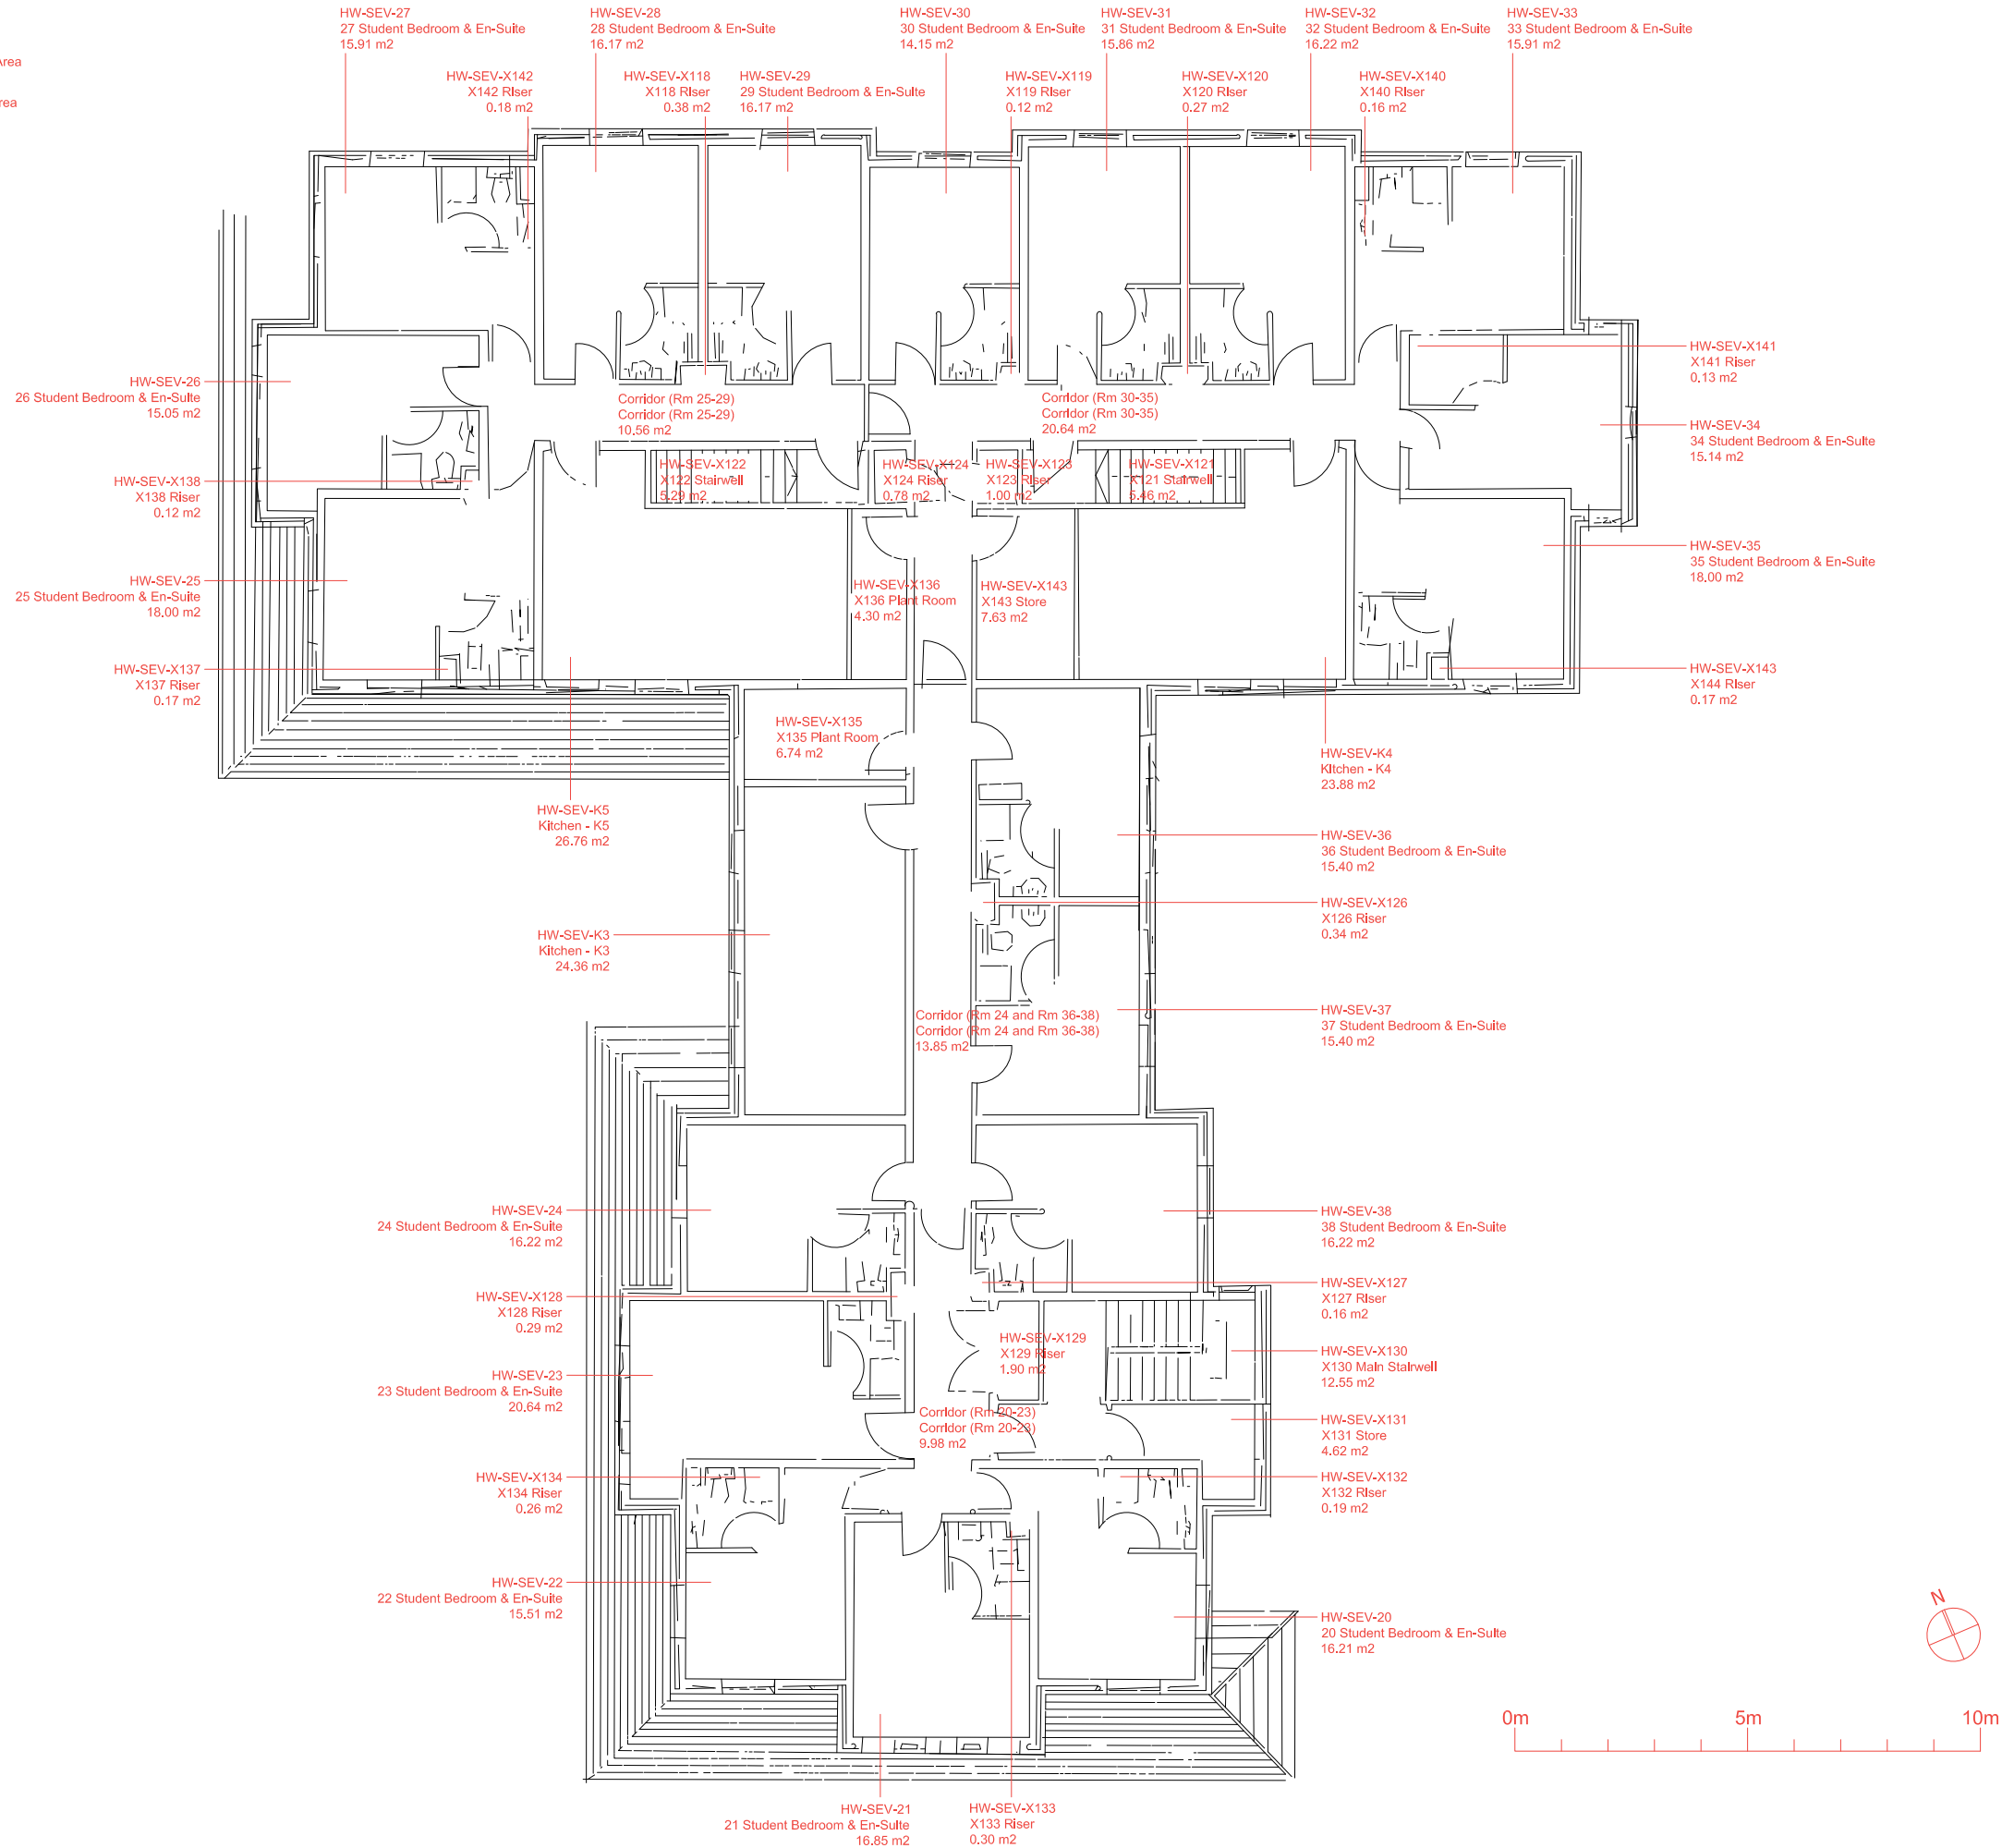 HW-SEV-27
27 Student Bedroom & En-Suite
15.91 m2
HW-SEV-28
28 Student Bedroom & En-Suite
16.17 m2
HW-SEV-30
30 Student Bedroom & En-Suite
14.15 m2
HW-SEV-31
31 Student Bedroom & En-Suite
15.86 m2
HW-SEV-32
32 Student Bedroom & En-Suite
16.22 m2
HW-SEV-33
33 Student Bedroom & En-Suite
15.91 m2
Area
rea
HW-SEV-X142
X142 Riser
0.18 m2
HW-SEV-X118
X118 Riser
0.38 m2
HW-SEV-29
29 Student Bedroom & En-Suite
16.17 m2
HW-SEV-X119
X119 Riser
0.12 m2
HW-SEV-X120
X120 Riser
0.27 m2
HW-SEV-X140
X140 Riser
0.16 m2
HW-SEV-X141
X141 Riser
0.13 m2
HW-SEV-26
26 Student Bedroom & En-Suite
15.05 m2
Corridor (Rm 25-29)
Corridor (Rm 25-29)
10.56 m2
Corridor (Rm 30-35)
Corridor (Rm 30-35)
20.64 m2
HW-SEV-34
34 Student Bedroom & En-Suite
15.14 m2
HW-SEV-X138
X138 Riser
0.12 m2
HW-SEV-X122
X122 Stairwell
5.29 m2
HW-SEV-X124
X124 Riser
0.78 m2
HW-SEV-X123
X123 Riser
1.00 m2
HW-SEV-X121
X121 Stairwell
5.46 m2
HW-SEV-35
35 Student Bedroom & En-Suite
18.00 m2
HW-SEV-25
25 Student Bedroom & En-Suite
18.00 m2
HW-SEV-X136
X136 Plant Room
4.30 m2
HW-SEV-X143
X143 Store
7.63 m2
HW-SEV-X137
X137 Riser
0.17 m2
HW-SEV-X143
X144 Riser
0.17 m2
HW-SEV-X135
X135 Plant Room
6.74 m2
HW-SEV-K4
Kitchen - K4
23.88 m2
HW-SEV-K5
Kitchen - K5
26.76 m2
HW-SEV-36
36 Student Bedroom & En-Suite
15.40 m2
HW-SEV-X126
X126 Riser
0.34 m2
HW-SEV-K3
Kitchen - K3
24.36 m2
Corridor (Rm 24 and Rm 36-38)
Corridor (Rm 24 and Rm 36-38)
13.85 m2
HW-SEV-37
37 Student Bedroom & En-Suite
15.40 m2
HW-SEV-24
24 Student Bedroom & En-Suite
16.22 m2
HW-SEV-38
38 Student Bedroom & En-Suite
16.22 m2
HW-SEV-X128
X128 Riser
0.29 m2
HW-SEV-X127
X127 Riser
0.16 m2
HW-SEV-X129
X129 Riser
1.90 m2
HW-SEV-X130
X130 Main Stairwell
12.55 m2
HW-SEV-23
23 Student Bedroom & En-Suite
20.64 m2
Corridor (Rm 20-23)
Corridor (Rm 20-23)
9.98 m2
HW-SEV-X131
X131 Store
4.62 m2
HW-SEV-X134
X134 Riser
0.26 m2
HW-SEV-X132
X132 Riser
0.19 m2
HW-SEV-22
22 Student Bedroom & En-Suite
15.51 m2
HW-SEV-20
20 Student Bedroom & En-Suite
16.21 m2
N
0m 5m 10m
HW-SEV-21
21 Student Bedroom & En-Suite
16.85 m2
HW-SEV-X133
X133 Riser
0.30 m2